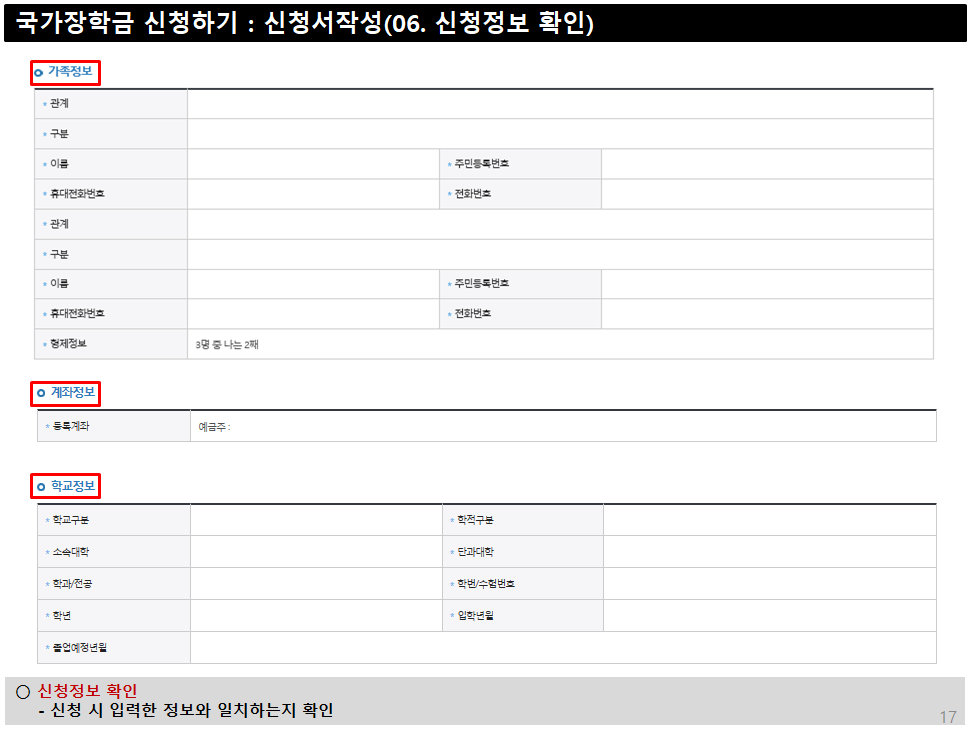 국가장학금 신청하기 : 신청서작성(06. 신청정보 확인)
가족정보
* 관계
* 구분
* 이름 * 주민등록번호
* 휴대전화번호 * 전화번호
* 관계
* 구분
* 이름 * 주민등록번호
* 휴대전화번호 * 전화번호
* 형제정보 3명 중 나는 2째
계좌정보
* 등록계좌 예금주 :
학교정보
* 학교구분 * 학적구분
* 소속대학 * 단과대학
* 학과/전공 * 학번/수험번호
* 학년 * 입학년월
* 졸업예정년월
○ 신청정보 확인
- 신청 시 입력한 정보와 일치하는지 확인
17